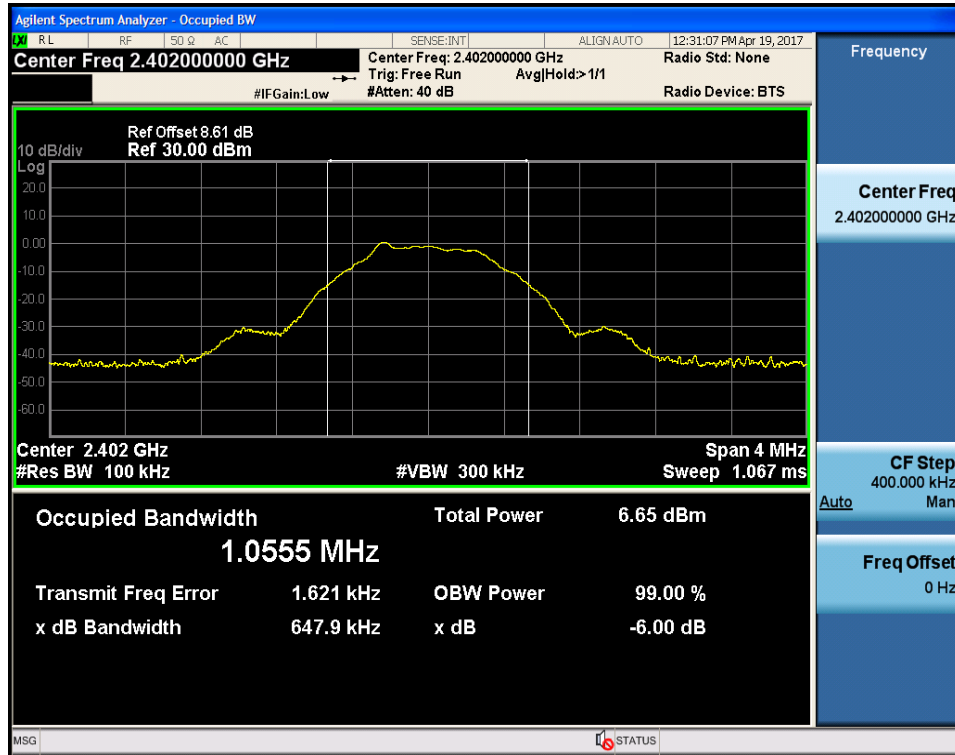 Agilent Spectrum Analyzer - Occupied BW
LXI RL RF 50 Ω AC SENSE:INT ALIGN AUTO 12:31:07 PM Apr 19, 2017
Center Freq 2.402000000 GHz
Center Freq: 2.402000000 GHz
Radio Std: None
Trig: Free Run Avg|Hold:>1/1
#IFGain:Low
#Atten: 40 dB
Radio Device: BTS
Frequency
Ref Offset 8.61 dB
10 dB/div Ref 30.00 dBm
Log
20.0
10.0
0.00
-10.0
-20.0
-30.0
-40.0
-50.0
-60.0
Center 2.402 GHz Span 4 MHz
#Res BW 100 kHz #VBW 300 kHz Sweep 1.067 ms
Center Freq
2.402000000 GHz
CF Step
400.000 kHz
Auto Man
Freq Offset
0 Hz
Occupied Bandwidth Total Power 6.65 dBm
1.0555 MHz
Transmit Freq Error 1.621 kHz OBW Power 99.00 %
x dB Bandwidth 647.9 kHz x dB -6.00 dB
MSG STATUS